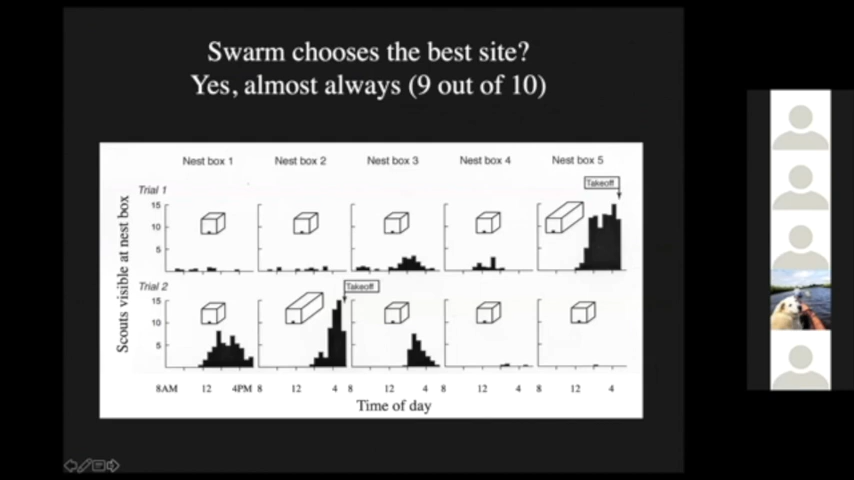 Swarm chooses the best site?
Yes, almost always (9 out of 10)
Nest box 1 Nest box 2 Nest box 3 Nest box 4 Nest box 5
Trial 1
Takeoff
15
10
5
Scouts visible at nest box
Trial 2
Takeoff
15
10
5
8AM 12 4PM 8 12 4 8 12 4 8 12 4 8 12 4
Time of day